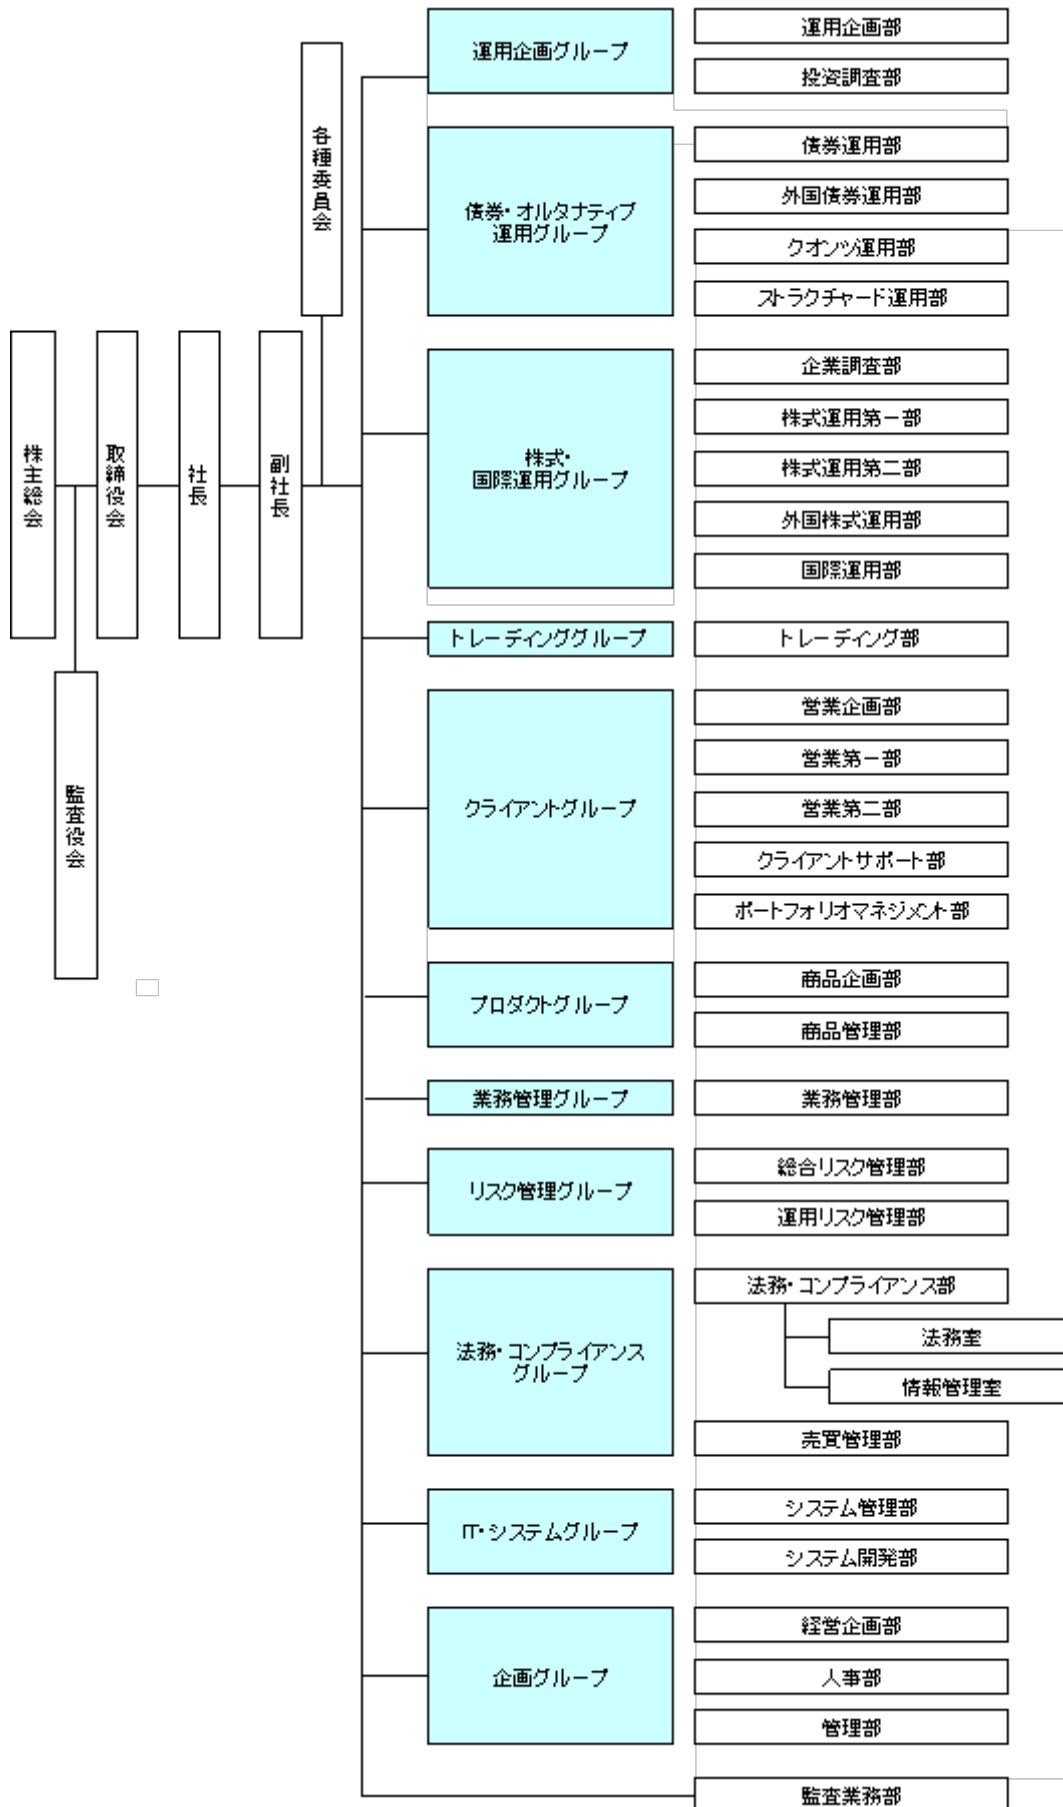 株主総会
監査役会
取締役会
社長
副社長
各種委員会
運用企画グループ
運用企画部
投資調査部
債券・オルタナティブ
運用グループ
債券運用部
外国債券運用部
クオンツ運用部
ストラクチャード運用部
株式・
国際運用グループ
企業調査部
株式運用第一部
株式運用第二部
外国株式運用部
国際運用部
トレーディンググループ
トレーディング部
クライアントグループ
営業企画部
営業第一部
営業第二部
クライアントサポート部
ポートフォリオマネジメント部
プロダクトグループ
商品企画部
商品管理部
業務管理グループ
業務管理部
リスク管理グループ
総合リスク管理部
運用リスク管理部
法務・コンプライアンス
グループ
法務・コンプライアンス部
法務室
情報管理室
売買管理部
IT・システムグループ
システム管理部
システム開発部
企画グループ
経営企画部
人事部
管理部
監査業務部